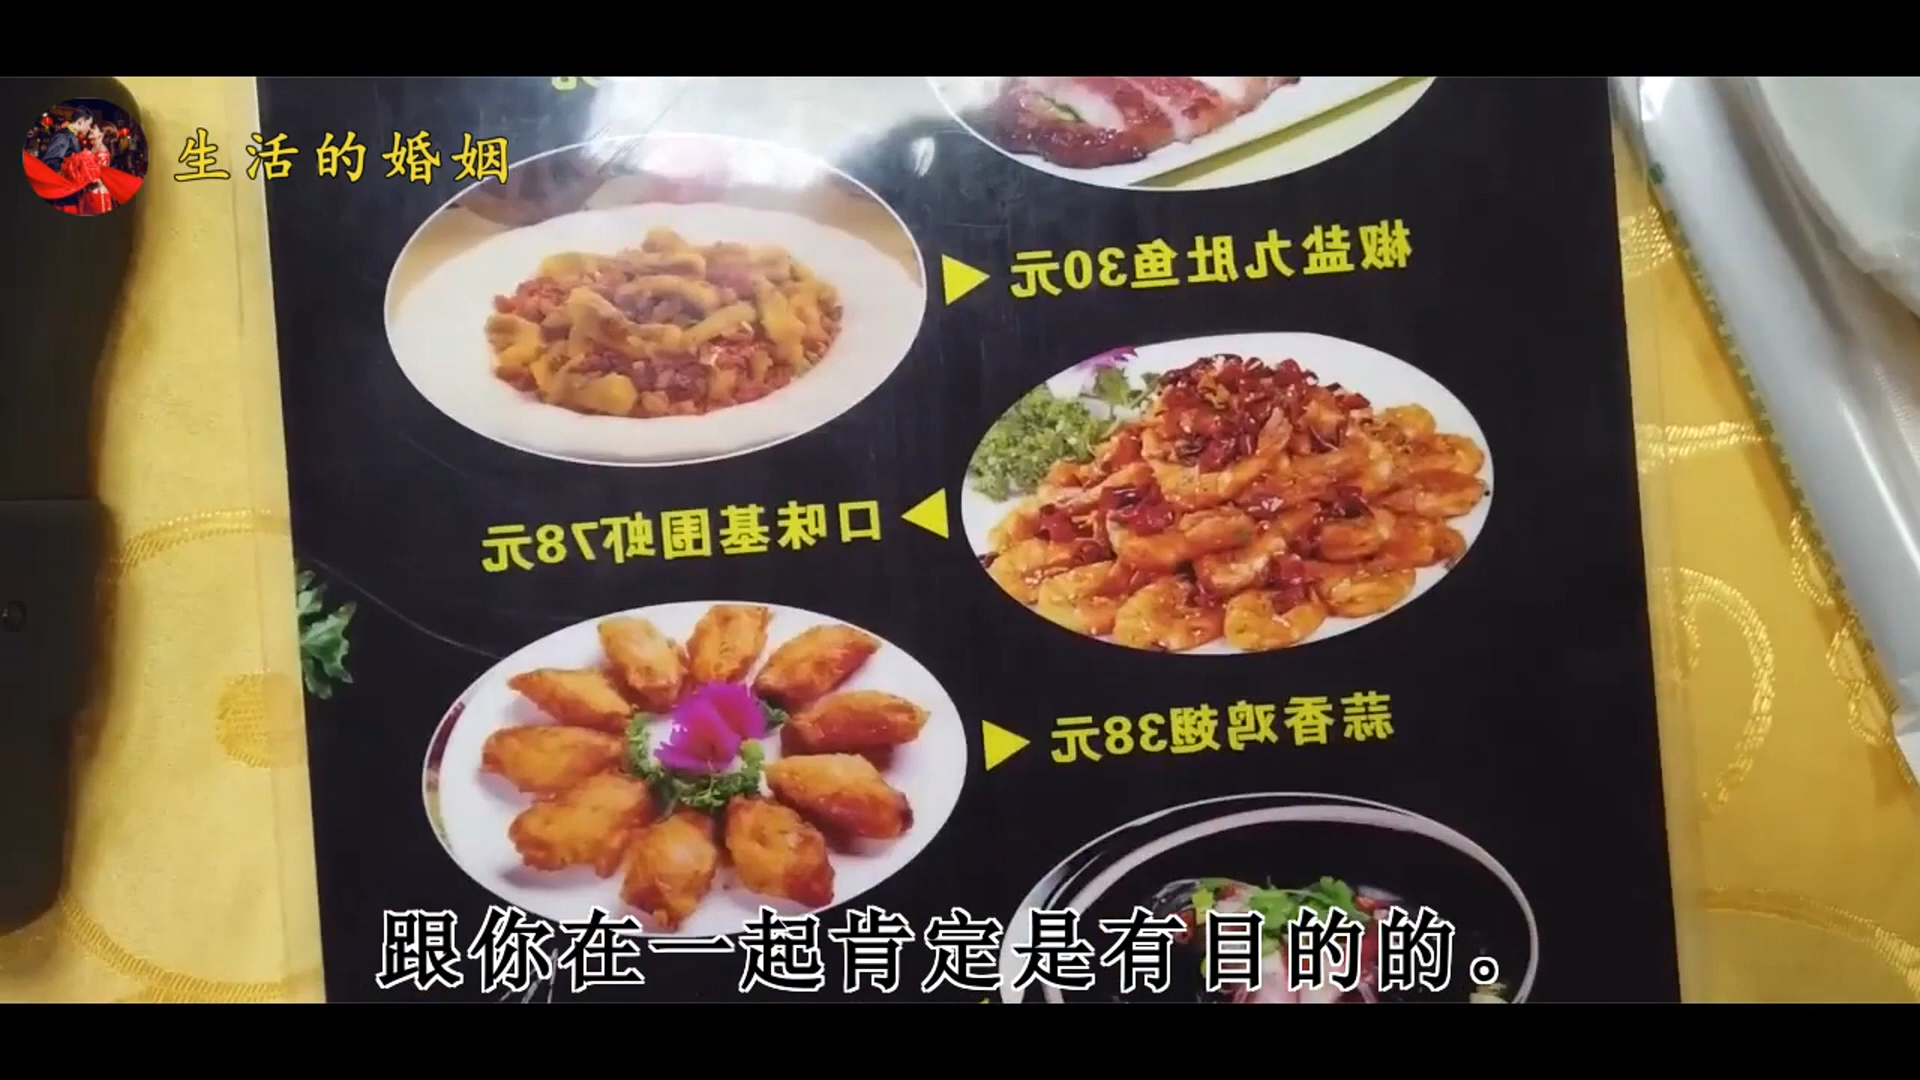 生活的婚姻
椒盐九肚鱼30元
口味基围虾78元
蒜香鸡翅38元
跟你在一起肯定是有目的的。